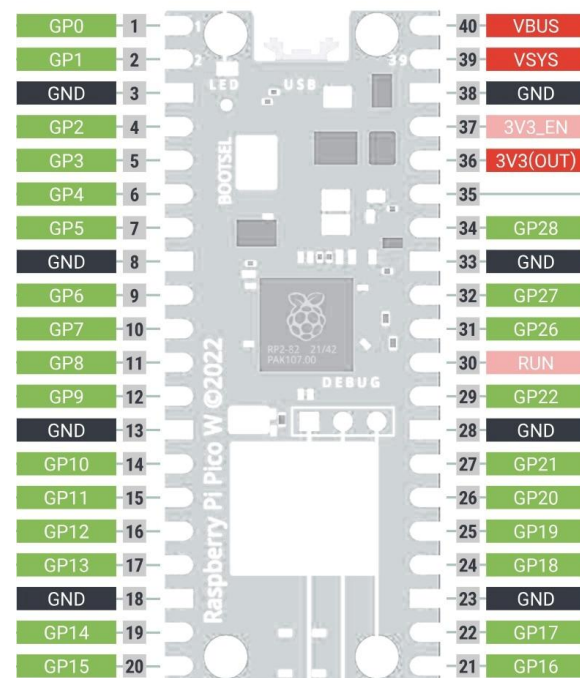 GP0 1 1 40 VBUS
GP1 2 2 39 39 VSYS
LED USB
GND 3 38 GND
GP2 4 37 3V3_EN
BOOTSEL
GP3 5 36 3V3(OUT)
GP4 6 35
GP5 7 34 GP28
GND 8 33 GND
GP6 9 32 GP27
GP7 10 31 GP26
RP2-B2 21/42
PAK107.00
GP8 11 30 RUN
DEBUG
GP9 12 29 GP22
GND 13 28 GND
GP10 14 27 GP21
GP11 15 26 GP20
Raspberry Pi Pico W ©2022
GP12 16 25 GP19
GP13 17 24 GP18
GND 18 23 GND
GP14 19 22 GP17
GP15 20 21 GP16